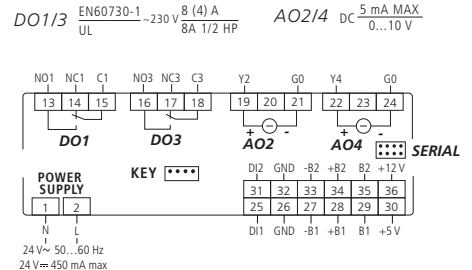 DO1/3 EN60730-1 UL ~230 V 8 (4) A 8A 1/2 HP
AO2/4 DC 5 mA MAX 0...10 V
NO1 NC1 C1 NO3 NC3 C3 Y2 G0 Y4 G0
13 14 15 16 17 18 19 20 21 22 23 24
+ - + -
DO1 DO3 AO2 AO4
SERIAL
POWER SUPPLY
KEY
DI2 GND -B2 +B2 B2 +12 V
31 32 33 34 35 36
1 2
25 26 27 28 29 30
N L
DI1 GND -B1 +B1 B1 +5 V
24 V~ 50...60 Hz
24 V⎓ 450 mA max